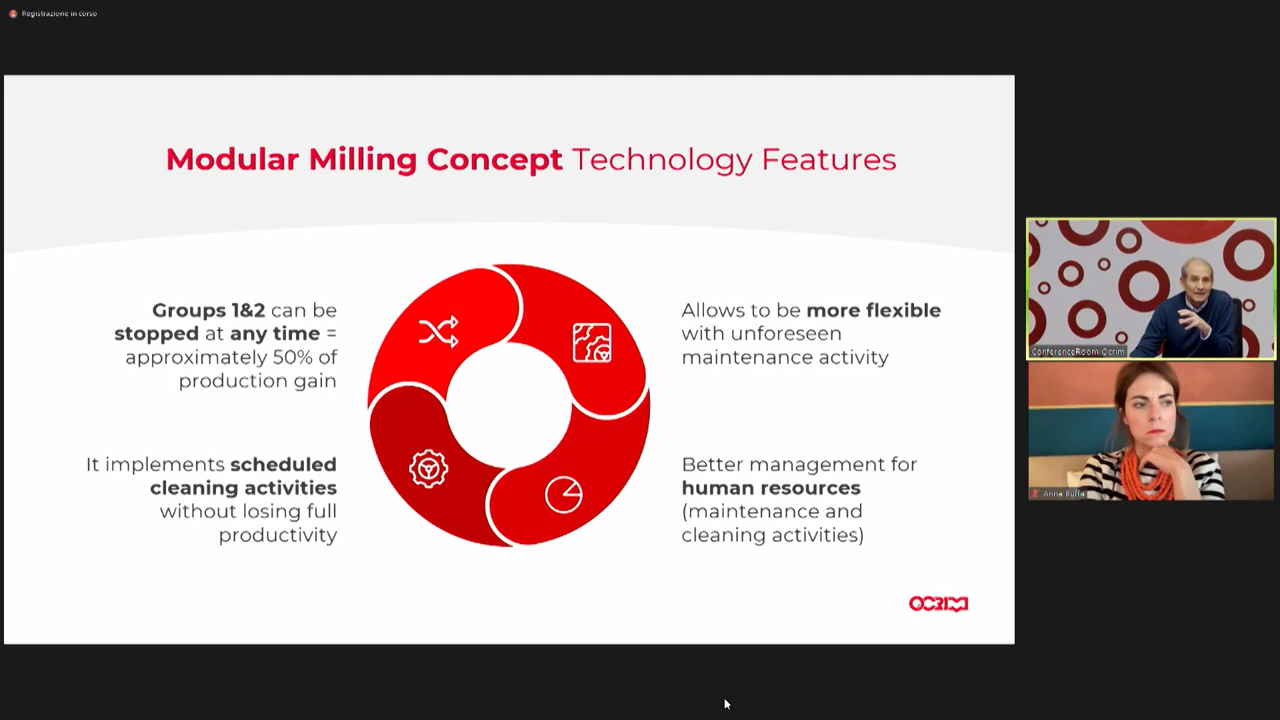 Registrazione in corso
Modular Milling Concept Technology Features
Groups 1&2 can be
stopped at any time =
approximately 50% of
production gain
Allows to be more flexible
with unforeseen
maintenance activity
It implements scheduled
cleaning activities
without losing full
productivity
Better management for
human resources
(maintenance and
cleaning activities)
OCRIM
ConferenceRoom Ocrim
Anna Buffa